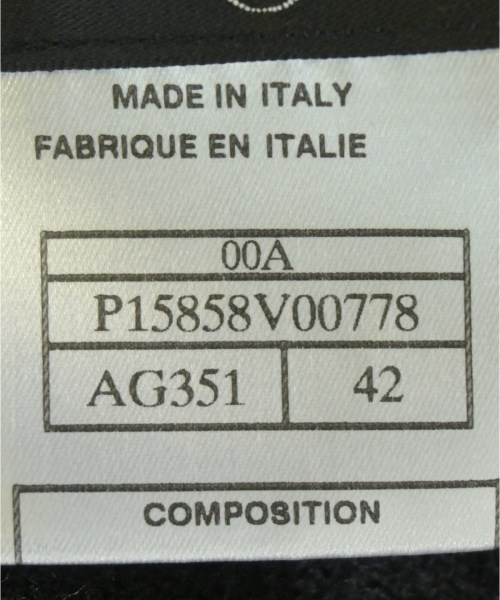 MADE IN ITALY
FABRIQUE EN ITALIE
00A
P15858V00778
AG351 42
COMPOSITION